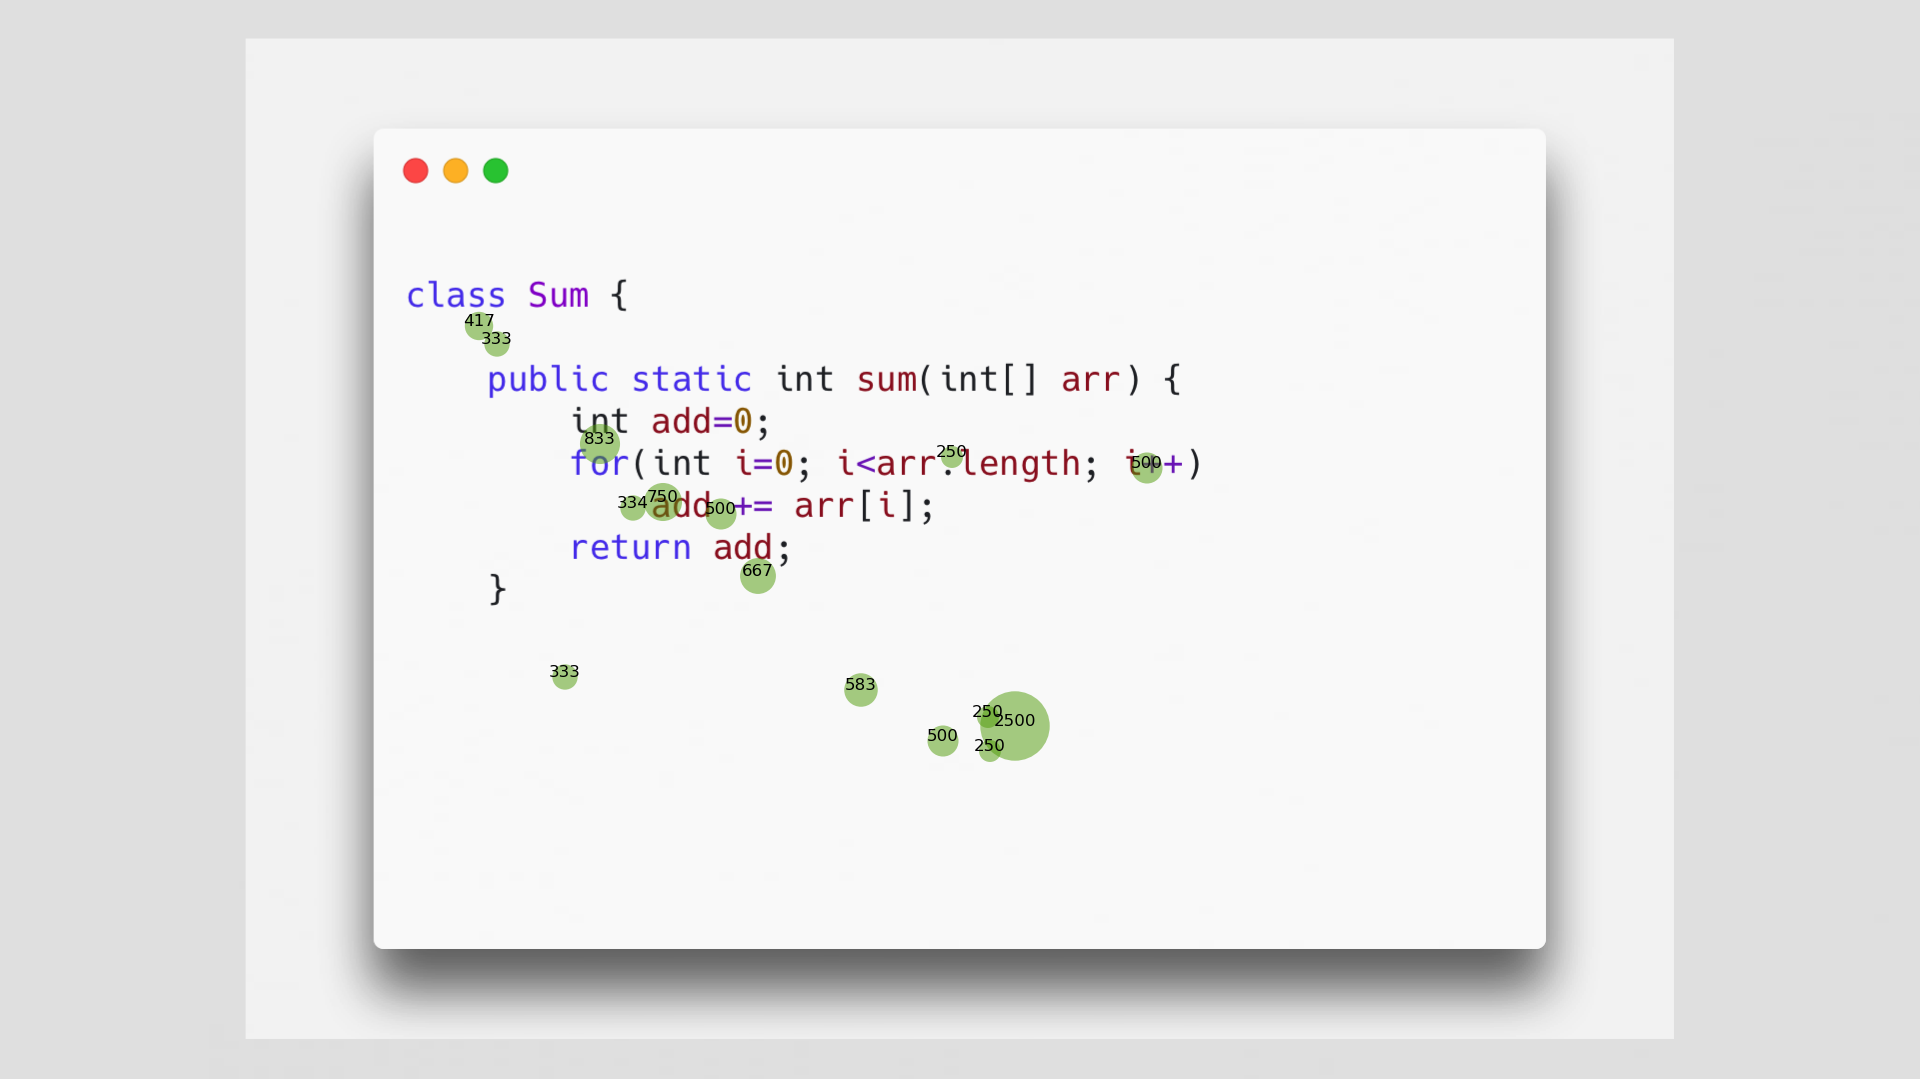 class Sum {
417
333
public static int sum(int[] arr) {
int add=0;
833
for(int i=0; i<arr.length; i++)
250
500
add += arr[i];
334
750
500
return add;
667
}
333
583
250
2500
500
250